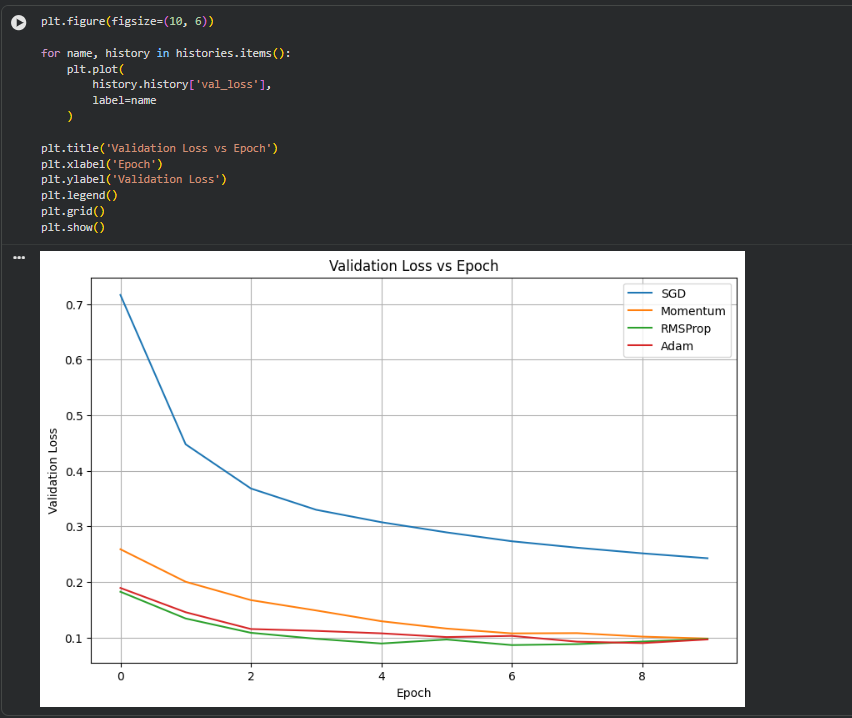 plt.figure(figsize=(10, 6))
for name, history in histories.items():
    plt.plot(
        history.history['val_loss'],
        label=name
    )
plt.title('Validation Loss vs Epoch')
plt.xlabel('Epoch')
plt.ylabel('Validation Loss')
plt.legend()
plt.grid()
plt.show()
Validation Loss vs Epoch
SGD
Momentum
RMSProp
Adam
Validation Loss
0.7
0.6
0.5
0.4
0.3
0.2
0.1
0 2 4 6 8
Epoch